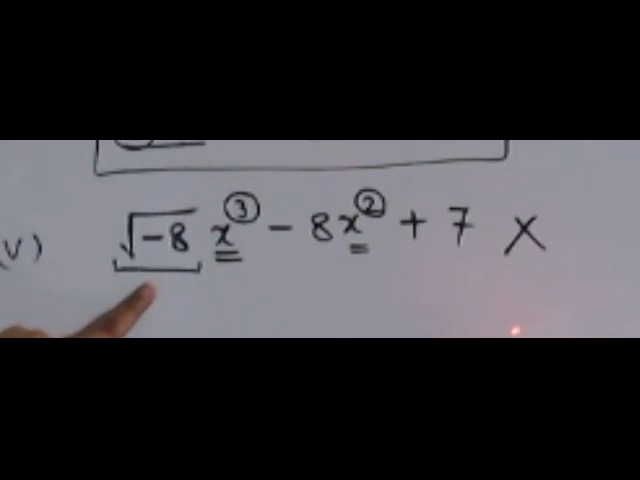 (v) √-8 x³ - 8x² + 7 X